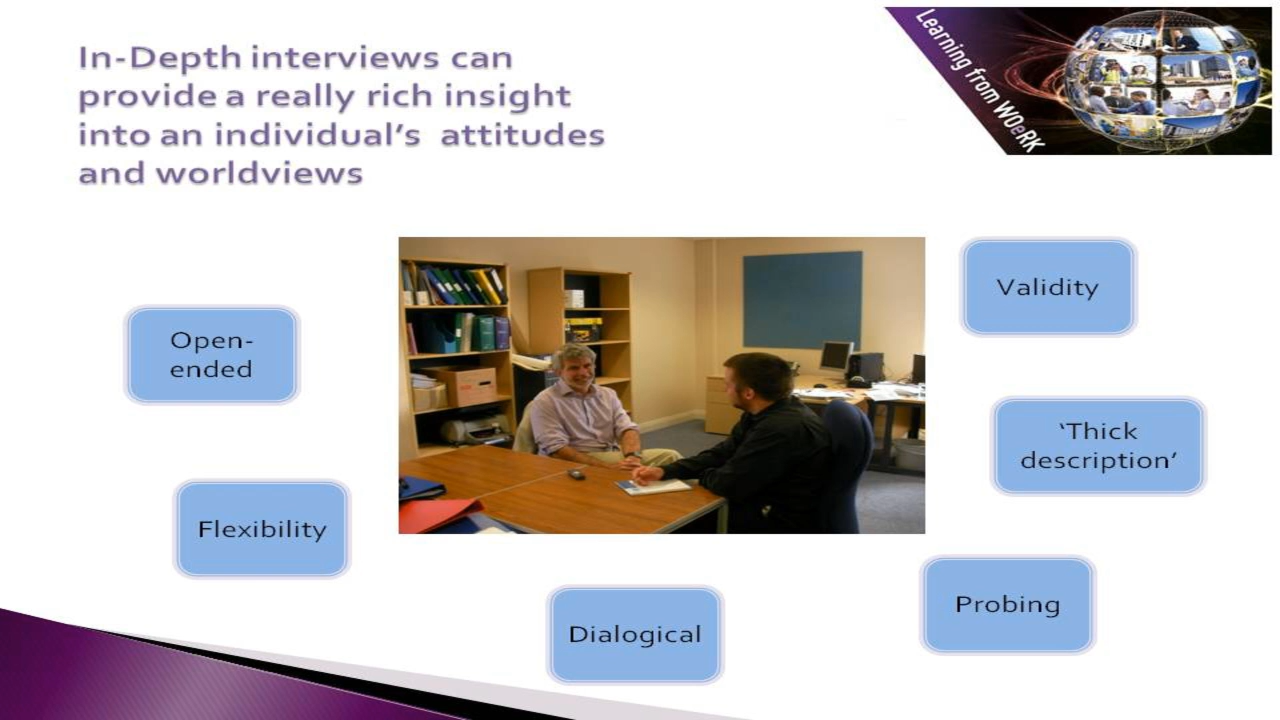 In-Depth interviews can
provide a really rich insight
into an individual’s  attitudes
and worldviews
Learning from WOeRK
Validity
Open-
ended
‘Thick
description’
Flexibility
Probing
Dialogical